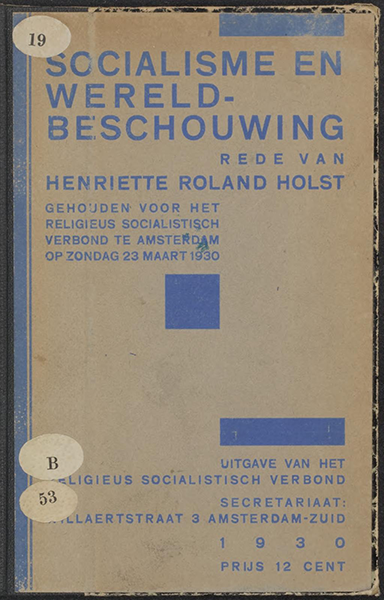 19
SOCIALISME EN
WERELD-
BESCHOUWING
REDE VAN
HENRIETTE ROLAND HOLST
GEHOUDEN VOOR HET
RELIGIEUS SOCIALISTISCH
VERBOND TE AMSTERDAM
OP ZONDAG 23 MAART 1930
B
UITGAVE VAN HET
RELIGIEUS SOCIALISTISCH VERBOND
53
SECRETARIAAT:
3 AMSTERDAM-ZUID
1930
PRIJS 12 CENT